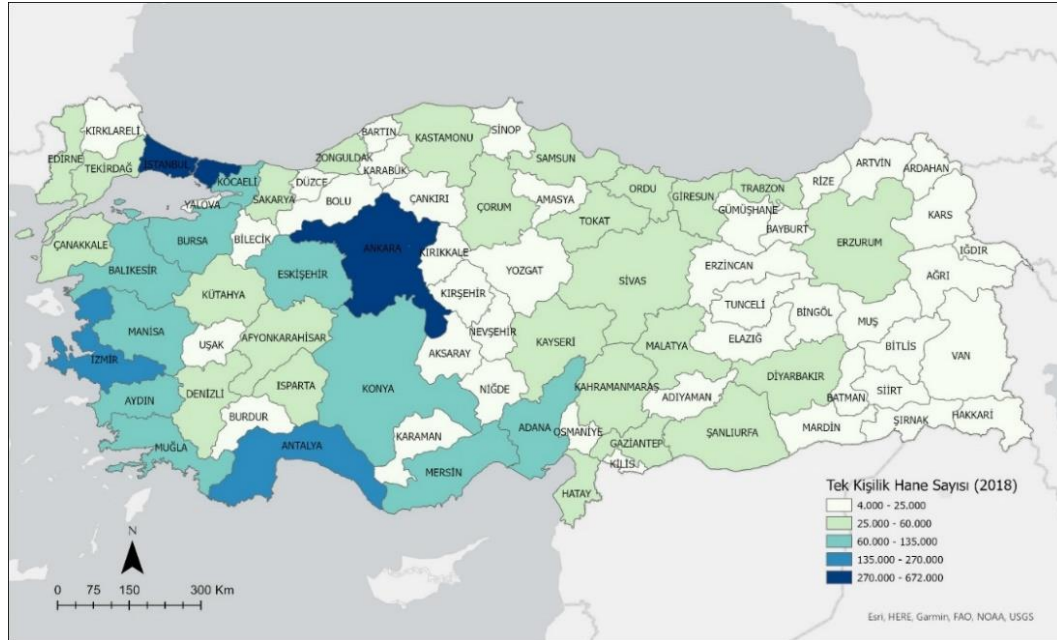 KIRKLARELİ
EDİRNE
TEKİRDAĞ
İSTANBUL
KOCAELİ
YALOVA
SAKARYA
DÜZCE
ZONGULDAK
BARTIN
KARABÜK
KASTAMONU
SİNOP
BOLU
ÇANKIRI
ÇORUM
SAMSUN
AMASYA
TOKAT
ORDU
GİRESUN
TRABZON
GÜMÜŞHANE
BAYBURT
RİZE
ARTVİN
ARDAHAN
KARS
IĞDIR
ERZURUM
AĞRI
ÇANAKKALE
BURSA
BİLECİK
BALIKESİR
ESKİŞEHİR
ANKARA
KIRIKKALE
YOZGAT
SİVAS
ERZİNCAN
TUNCELİ
BİNGÖL
MUŞ
BİTLİS
VAN
KÜTAHYA
MANİSA
UŞAK
AFYONKARAHİSAR
KIRŞEHİR
NEVŞEHİR
AKSARAY
KAYSERİ
MALATYA
ELAZIĞ
DİYARBAKIR
BATMAN
SİİRT
HAKKARİ
ŞIRNAK
MARDİN
İZMİR
AYDIN
DENİZLİ
ISPARTA
BURDUR
MUĞLA
ANTALYA
KONYA
KARAMAN
NİĞDE
MERSİN
ADANA
OSMANİYE
KAHRAMANMARAŞ
ADIYAMAN
GAZİANTEP
KİLİS
ŞANLIURFA
HATAY
N
0 75 150 300 Km
Tek Kişilik Hane Sayısı (2018)
4.000 - 25.000
25.000 - 60.000
60.000 - 135.000
135.000 - 270.000
270.000 - 672.000
Esri, HERE, Garmin, FAO, NOAA, USGS